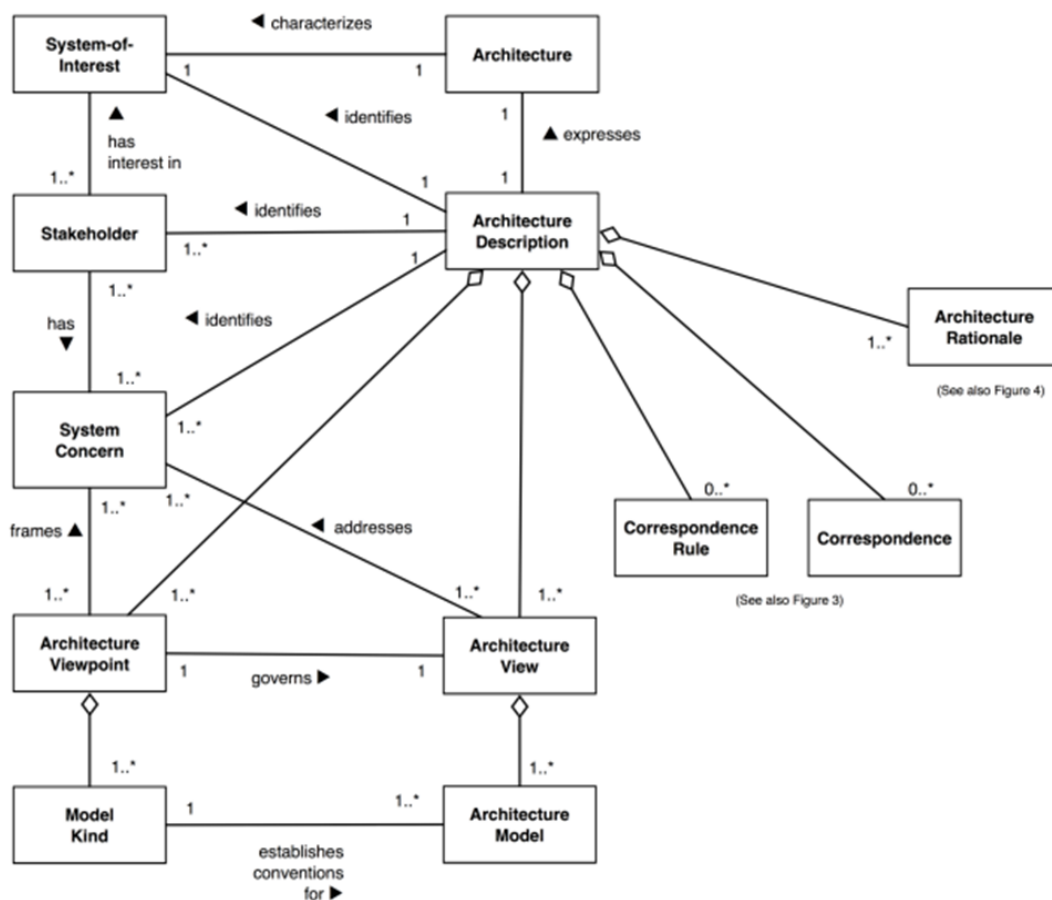 ◄ characterizes
System-of-
Interest
Architecture
1
1
◄ identifies
1
▲ expresses
▲
has
interest in
1..*
1
1
Stakeholder
◄ identifies
1
Architecture
Description
1..*
1
1..*
has
▼
◄ identifies
Architecture
Rationale
1..*
1..*
(See also Figure 4)
System
Concern
1..*
1..*
1..*
0..*
0..*
frames ▲
◄ addresses
Correspondence
Rule
Correspondence
1..*
1..*
1..*
1..*
(See also Figure 3)
Architecture
Viewpoint
Architecture
View
1
governs ►
1
1..*
1..*
Model
Kind
1
1..*
Architecture
Model
establishes
conventions
for ►